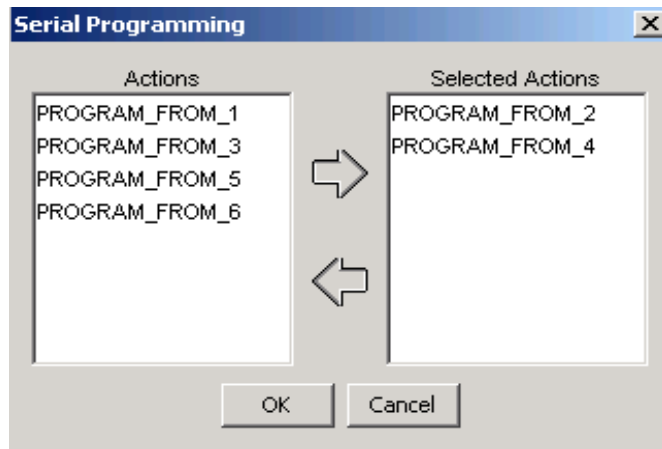 Serial Programming
Actions
PROGRAM_FROM_1
PROGRAM_FROM_3
PROGRAM_FROM_5
PROGRAM_FROM_6
Selected Actions
PROGRAM_FROM_2
PROGRAM_FROM_4
OK
Cancel